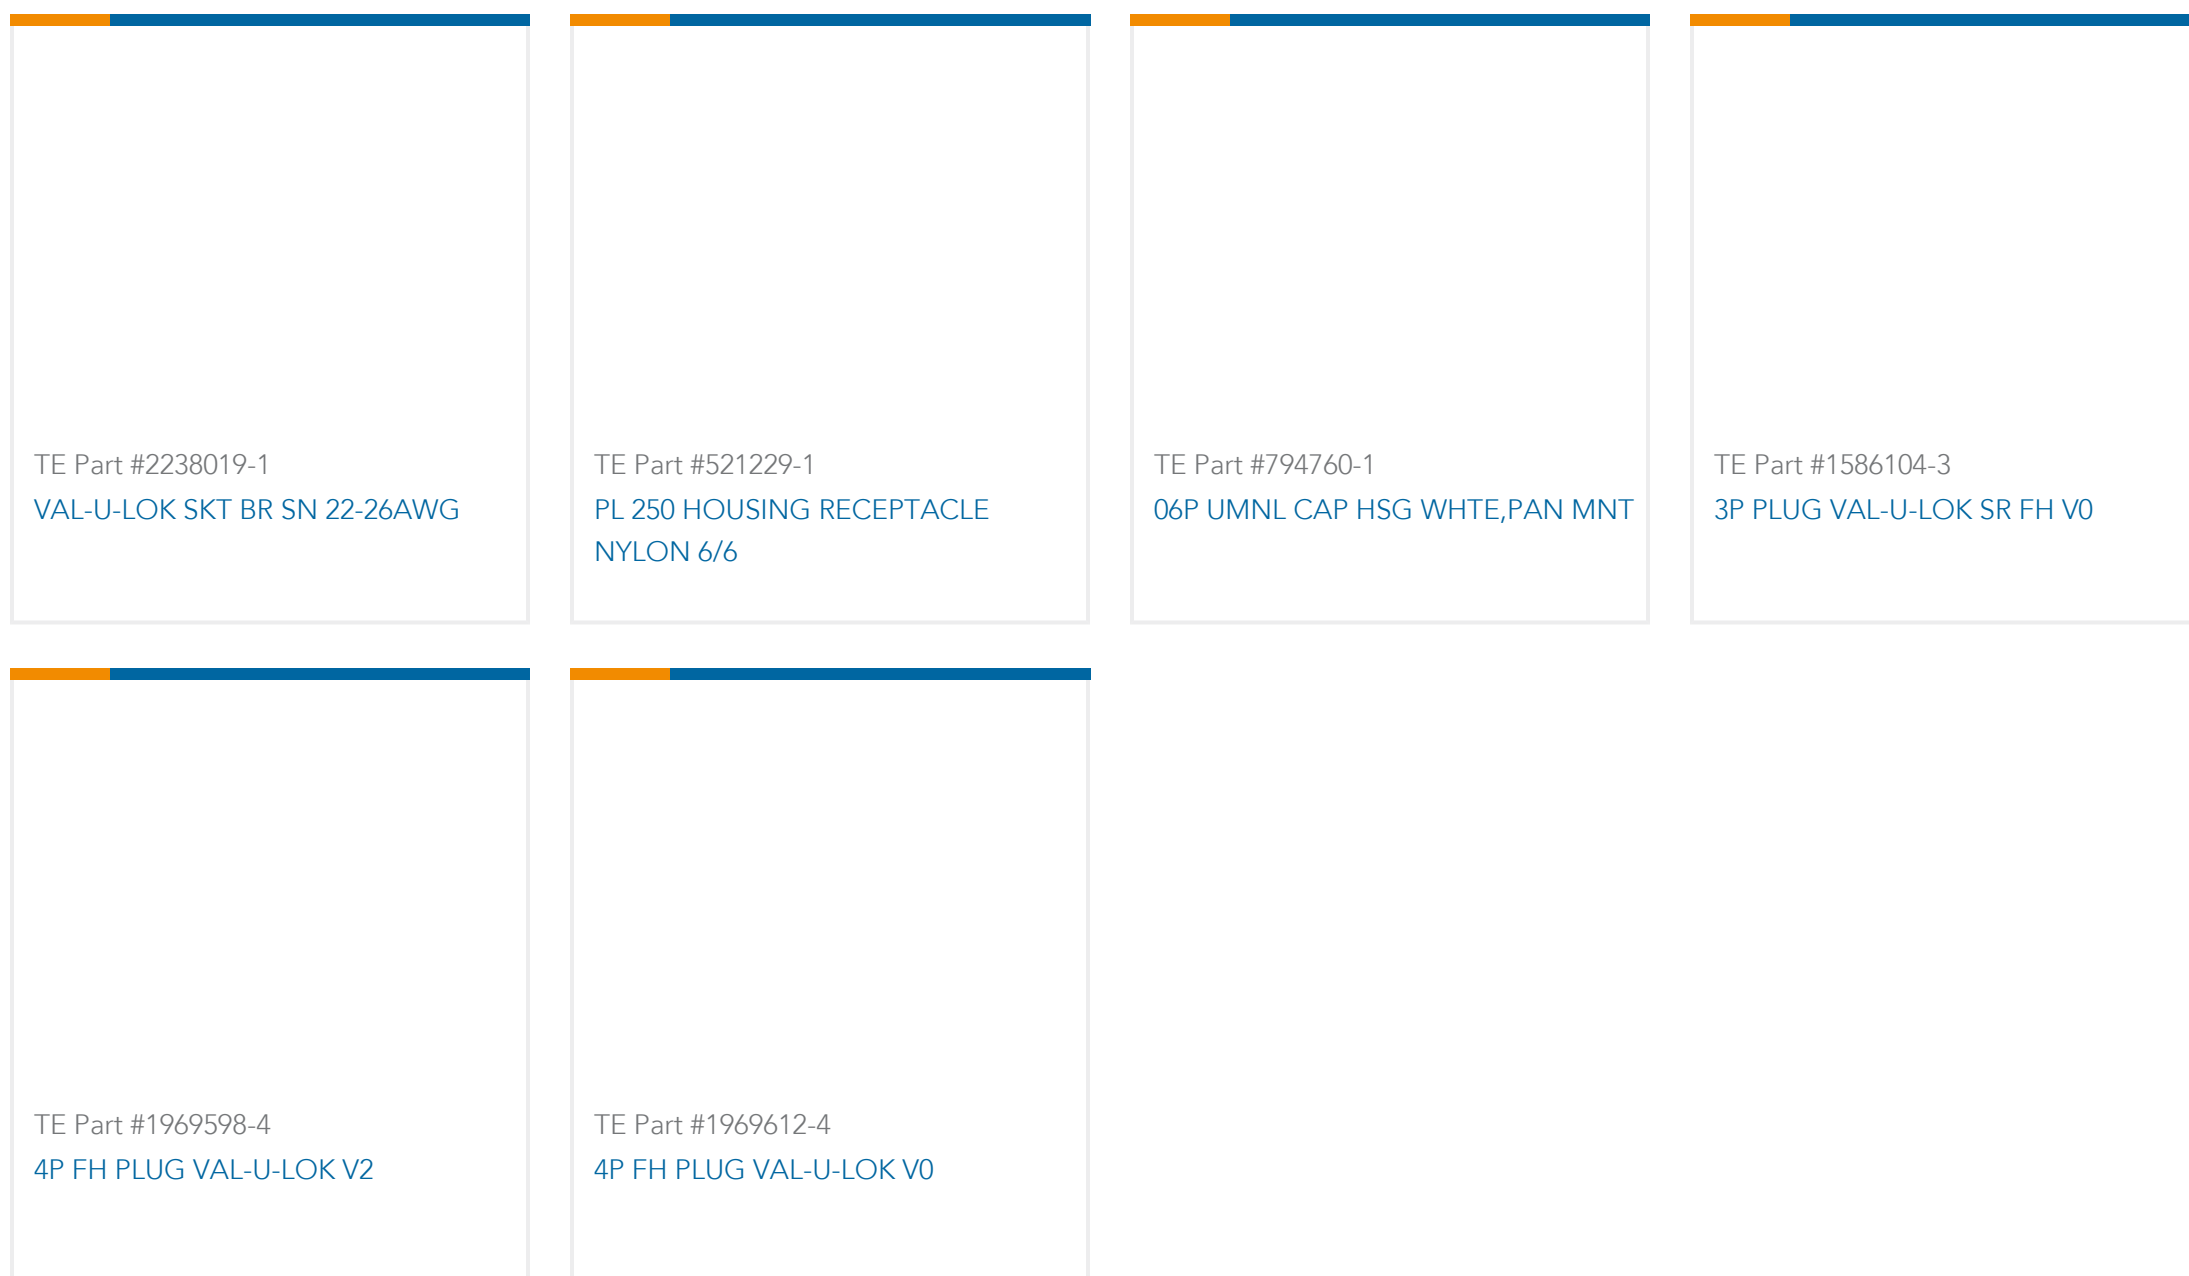 TE Part #2238019-1
VAL-U-LOK SKT BR SN 22-26AWG
TE Part #521229-1
PL 250 HOUSING RECEPTACLE
NYLON 6/6
TE Part #794760-1
06P UMNL CAP HSG WHTE,PAN MNT
TE Part #1586104-3
3P PLUG VAL-U-LOK SR FH V0
TE Part #1969598-4
4P FH PLUG VAL-U-LOK V2
TE Part #1969612-4
4P FH PLUG VAL-U-LOK V0